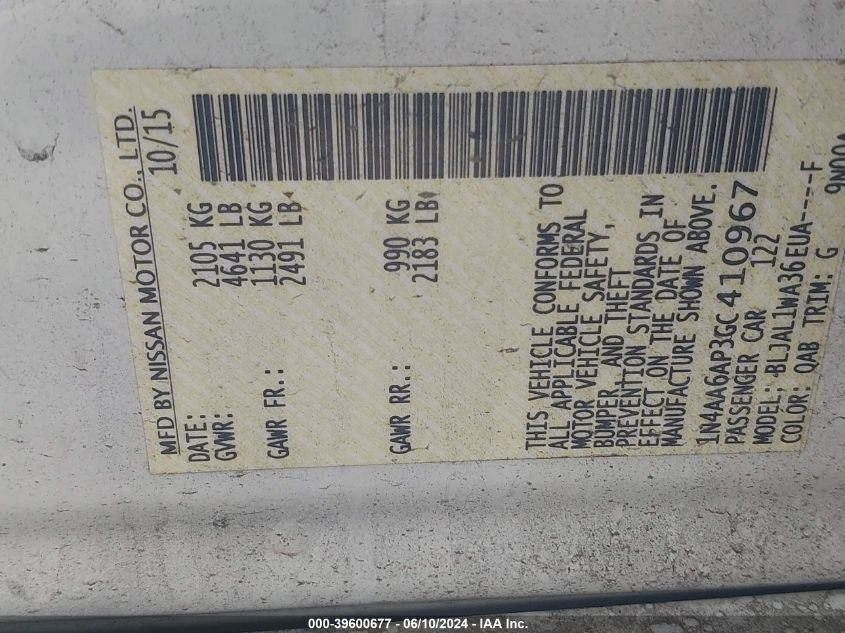 MFD BY NISSAN MOTOR CO., LTD.
DATE: 10/15
GVWR: 2105 KG
4641 LB
GAWR FR.: 1130 KG
2491 LB
GAWR RR.: 990 KG
2183 LB
THIS VEHICLE CONFORMS TO
ALL APPLICABLE FEDERAL
MOTOR VEHICLE SAFETY,
BUMPER, AND THEFT
PREVENTION STANDARDS IN
EFFECT ON THE DATE OF
MANUFACTURE SHOWN ABOVE.
1N4AA6AP3GC410967
PASSENGER CAR 122
MODEL: BLJAL1WA36EUA----F
COLOR: QAB TRIM: G 9N00A
000-39600677 - 06/10/2024 - IAA Inc.